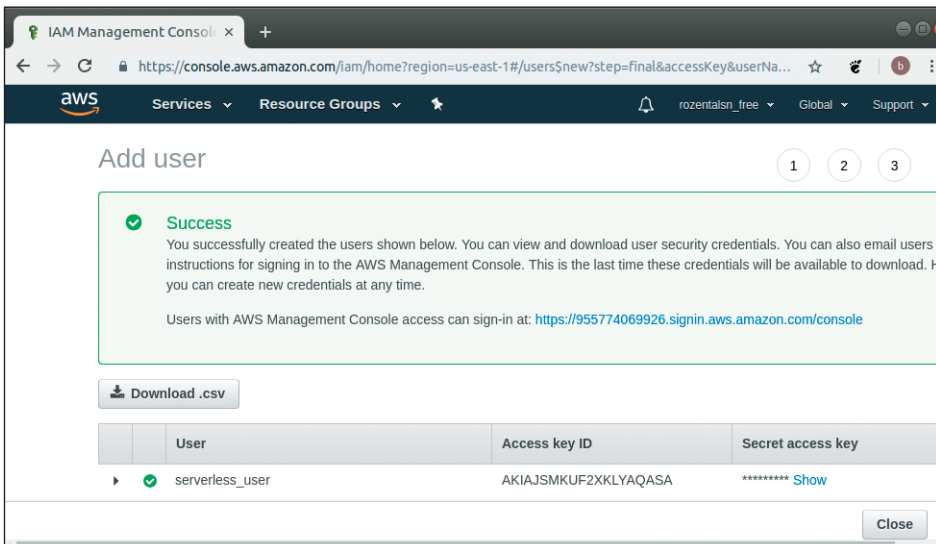 IAM Management Consol
https://console.aws.amazon.com/iam/home?region=us-east-1#/users$new?step=final&accessKey&userNa...
b
aws Services Resource Groups rozentalsn_free Global Support
Add user
1 2 3
Success
You successfully created the users shown below. You can view and download user security credentials. You can also email users
instructions for signing in to the AWS Management Console. This is the last time these credentials will be available to download. H
you can create new credentials at any time.
Users with AWS Management Console access can sign-in at: https://955774069926.signin.aws.amazon.com/console
Download .csv
User Access key ID Secret access key
serverless_user AKIAJSMKUF2XKLYAQASA ********* Show
Close